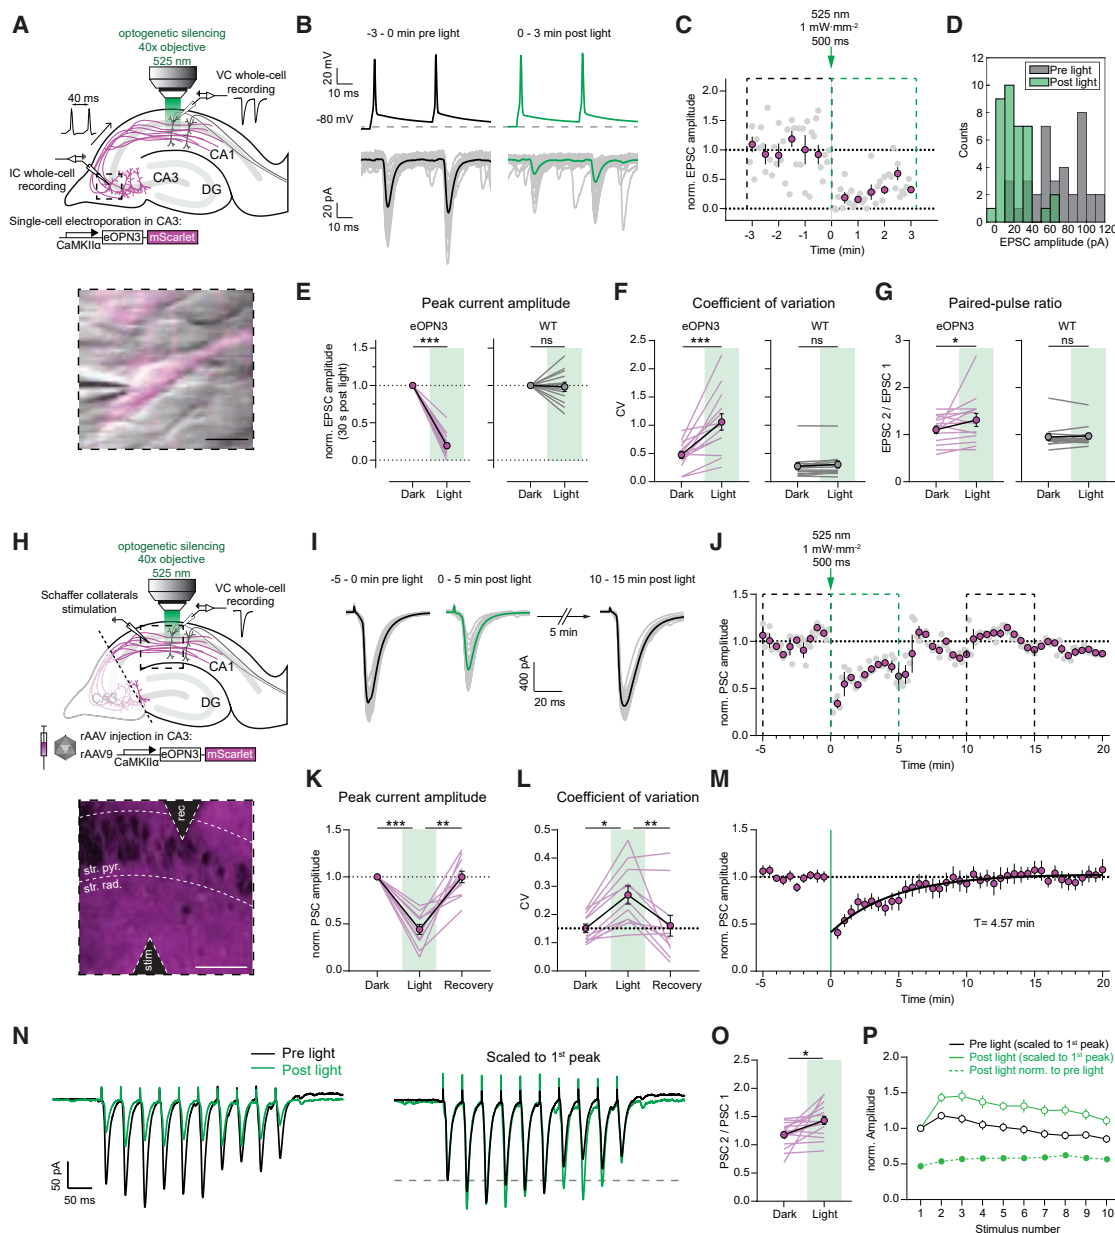 A
optogenetic silencing
40x objective
525 nm
VC whole-cell
recording
40 ms
CA1
IC whole-cell
recording
CA3
DG
Single-cell electroporation in CA3:
CaMKIIα eOPN3 mScarlet
B
-3 - 0 min pre light
0 - 3 min post light
20 mV
10 ms
-80 mV
20 pA
10 ms
C
525 nm
1 mW·mm-2
500 ms
norm. EPSC amplitude
2.0
1.5
1.0
0.5
0.0
-3 -2 -1 0 1 2 3
Time (min)
D
Pre light
Post light
Counts
12
10
8
6
4
2
0
0 20 40 60 80 100 120
EPSC amplitude (pA)
E
Peak current amplitude
eOPN3
WT
***
ns
norm. EPSC amplitude
(30 s post light)
1.0
0.5
0.0
Dark Light
Dark Light
F
Coefficient of variation
eOPN3
WT
***
ns
CV
2.5
2.0
1.5
1.0
0.5
0.0
Dark Light
Dark Light
G
Paired-pulse ratio
eOPN3
WT
*
ns
EPSC 2 / EPSC 1
3
2
1
0
Dark Light
Dark Light
H
optogenetic silencing
40x objective
525 nm
Schaffer collaterals
stimulation
VC whole-cell
recording
CA1
CA3
DG
rAAV injection in CA3:
rAAV9
CaMKIIα eOPN3 mScarlet
rec
str. pyr.
str. rad.
stim
I
-5 - 0 min pre light
0 - 5 min post light
10 - 15 min post light
5 min
400 pA
20 ms
J
525 nm
1 mW·mm-2
500 ms
norm. PSC amplitude
1.5
1.0
0.5
0.0
-5 0 5 10 15 20
Time (min)
K
Peak current amplitude
*** **
norm. PSC amplitude
1.5
1.0
0.5
0.0
Dark Light Recovery
L
Coefficient of variation
* **
CV
0.5
0.4
0.3
0.2
0.1
0.0
Dark Light Recovery
M
norm. PSC amplitude
1.5
1.0
0.5
0.0
T= 4.57 min
-5 0 5 10 15 20
Time (min)
N
Pre light
Post light
Scaled to 1st peak
50 pA
50 ms
O
*
PSC 2 / PSC 1
2.5
2.0
1.5
1.0
0.5
0.0
Dark Light
P
Pre light (scaled to 1st peak)
Post light (scaled to 1st peak)
Post light norm. to pre light
norm. Amplitude
2.0
1.5
1.0
0.5
0.0
1 2 3 4 5 6 7 8 9 10
Stimulus number